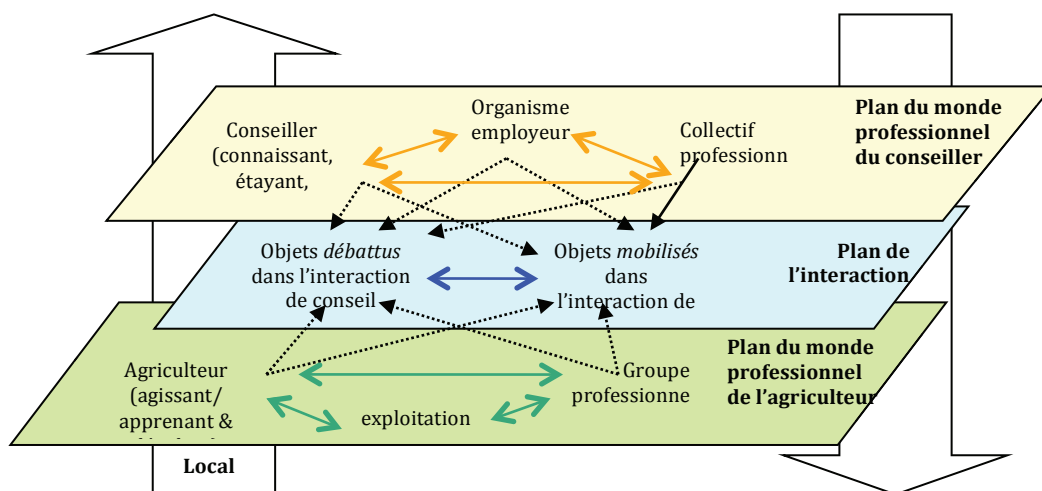 Organisme
employeur
Conseiller
(connaissant,
étayant,
Collectif
professionn
Plan du monde
professionnel
du conseiller
Objets débattus
dans l’interaction
de conseil
Objets mobilisés
dans
l’interaction de
Plan de
l’interaction
Agriculteur
(agissant/
apprenant &
exploitation
Groupe
professionne
Plan du monde
professionnel
de l’agriculteur
Local